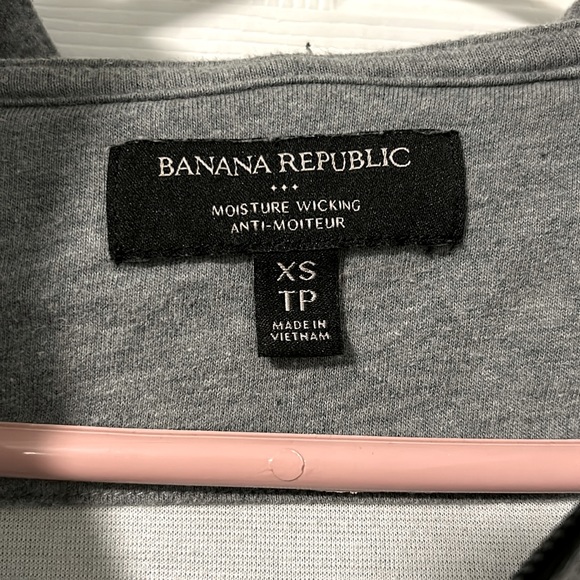 BANANA REPUBLIC
MOISTURE WICKING
ANTI-MOITEUR
XS
TP
MADE IN
VIETNAM